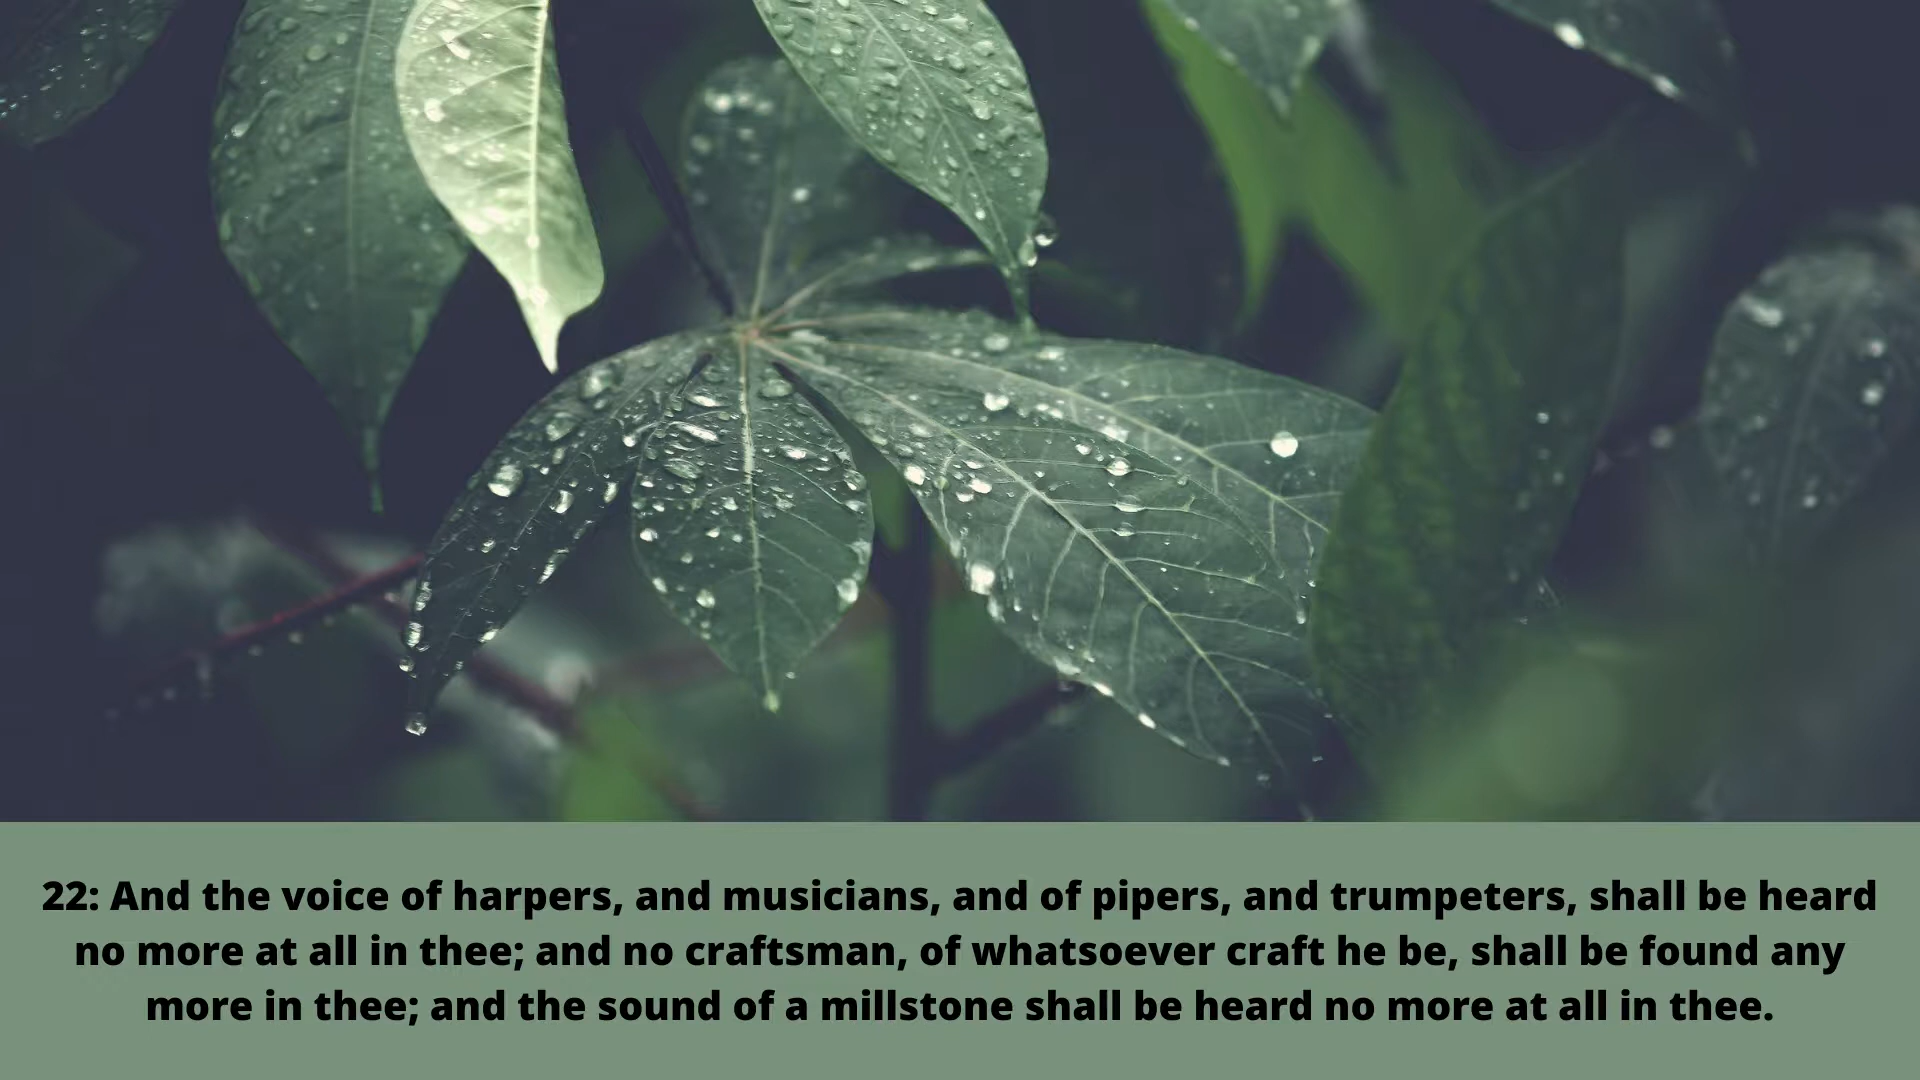 22: And the voice of harpers, and musicians, and of pipers, and trumpeters, shall be heard
no more at all in thee; and no craftsman, of whatsoever craft he be, shall be found any
more in thee; and the sound of a millstone shall be heard no more at all in thee.